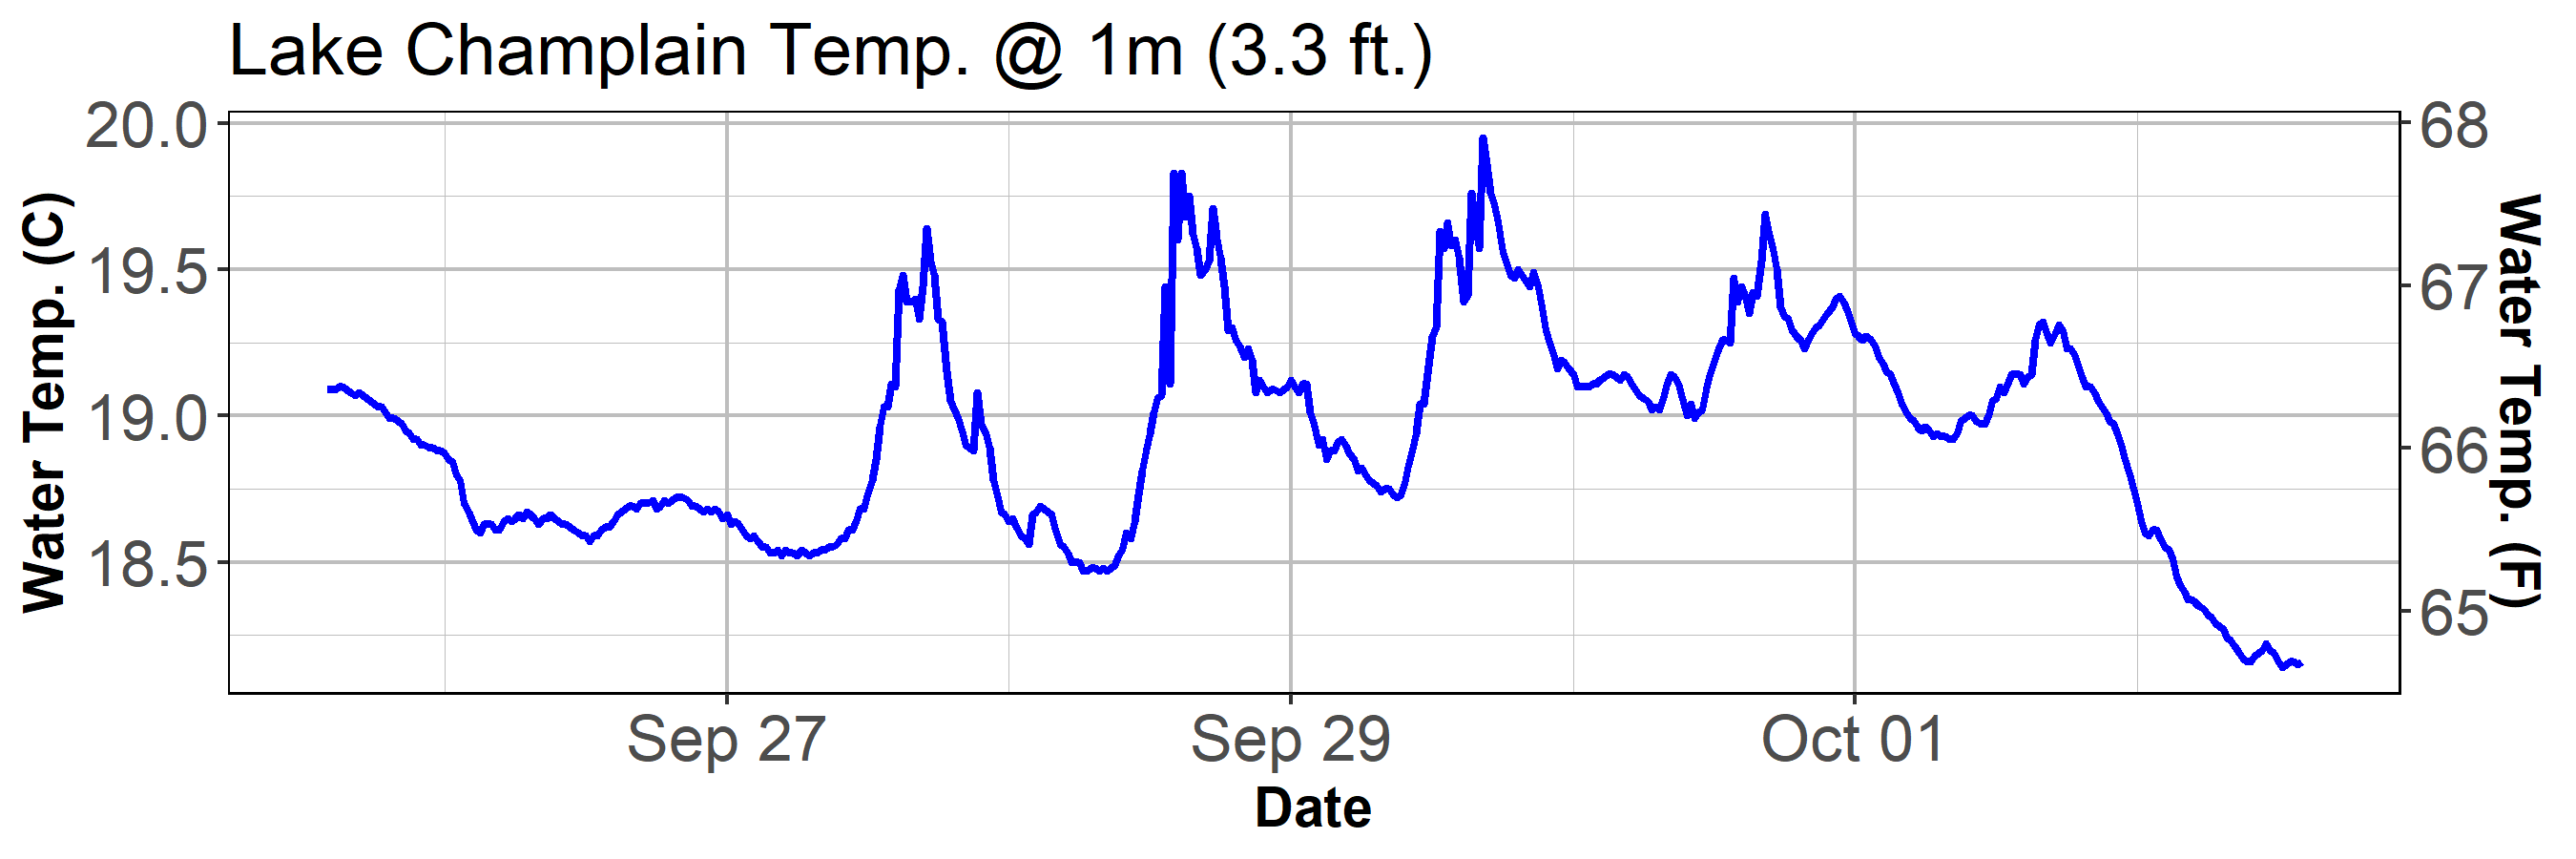 Lake Champlain Temp. @ 1m (3.3 ft.)
Water Temp. (C)
20.0
19.5
19.0
18.5
68
67
66
65
Water Temp. (F)
Sep 27
Sep 29
Oct 01
Date